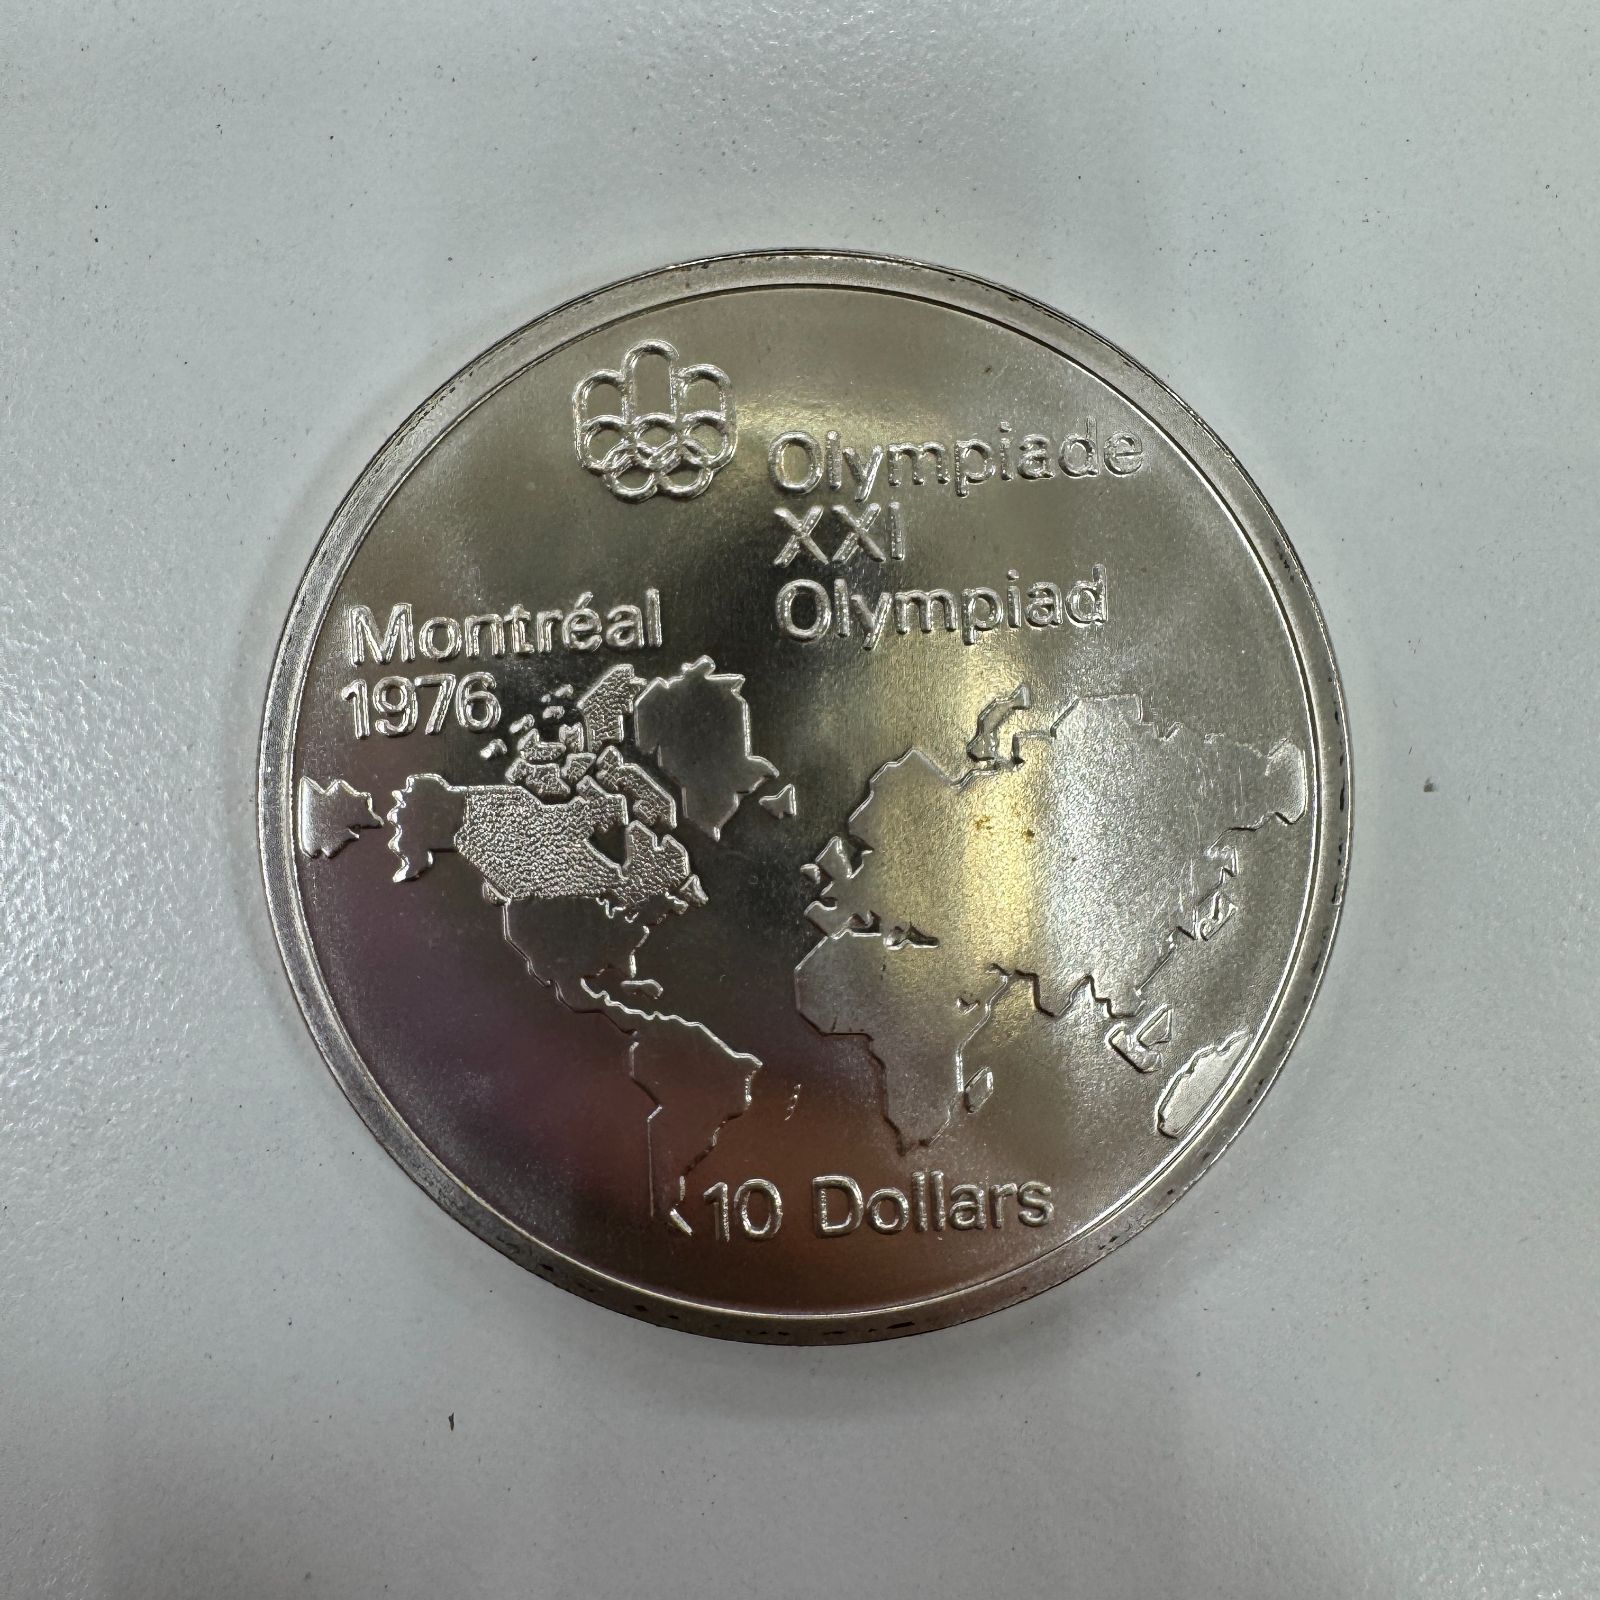 Olympiade
XXI
Olympiad
Montréal
1976
10 Dollars